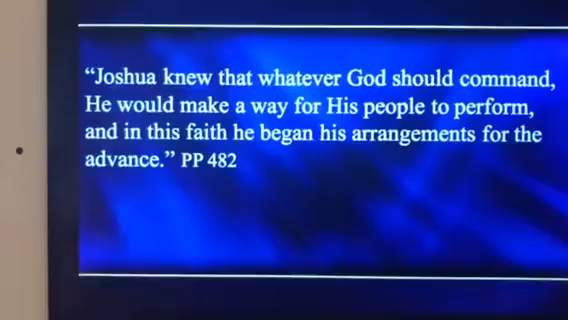 “Joshua knew that whatever God should command,
He would make a way for His people to perform,
and in this faith he began his arrangements for the
advance.” PP 482